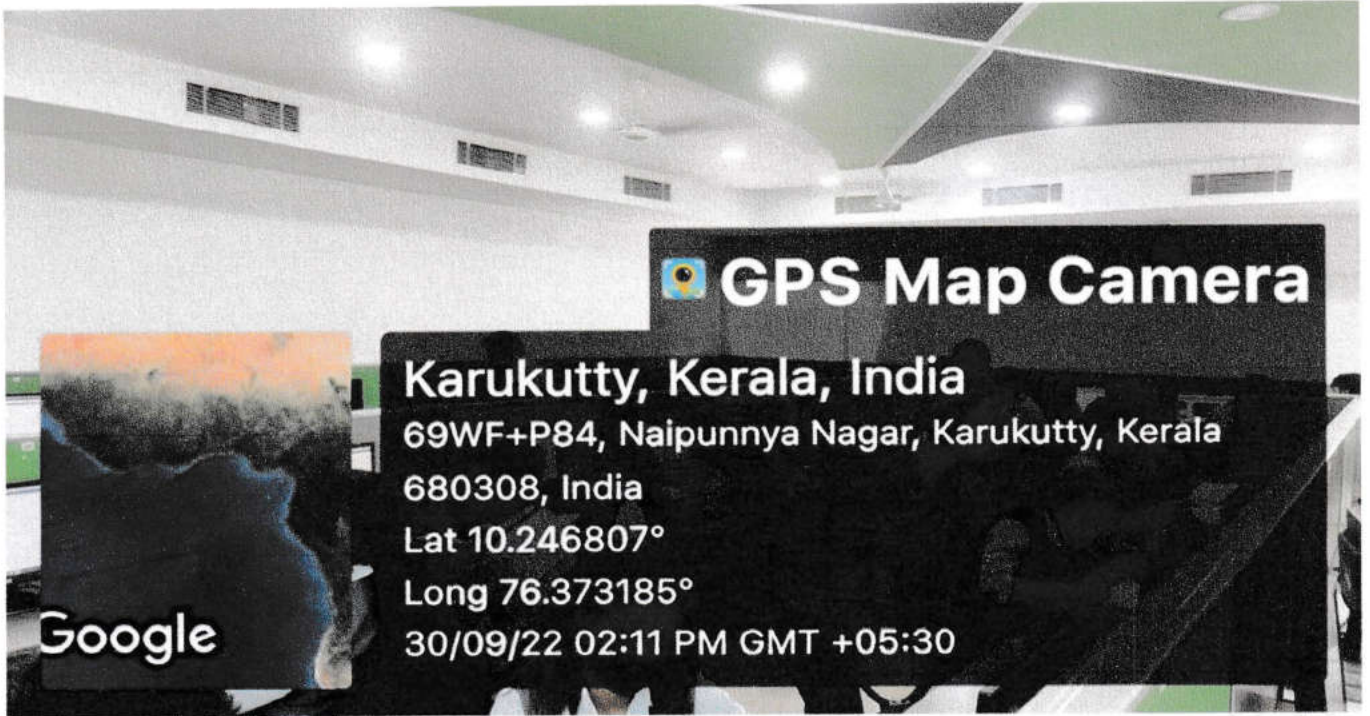 GPS Map Camera
Karukutty, Kerala, India
69WF+P84, Naipunnya Nagar, Karukutty, Kerala
680308, India
Lat 10.246807°
Long 76.373185°
30/09/22 02:11 PM GMT +05:30
Google